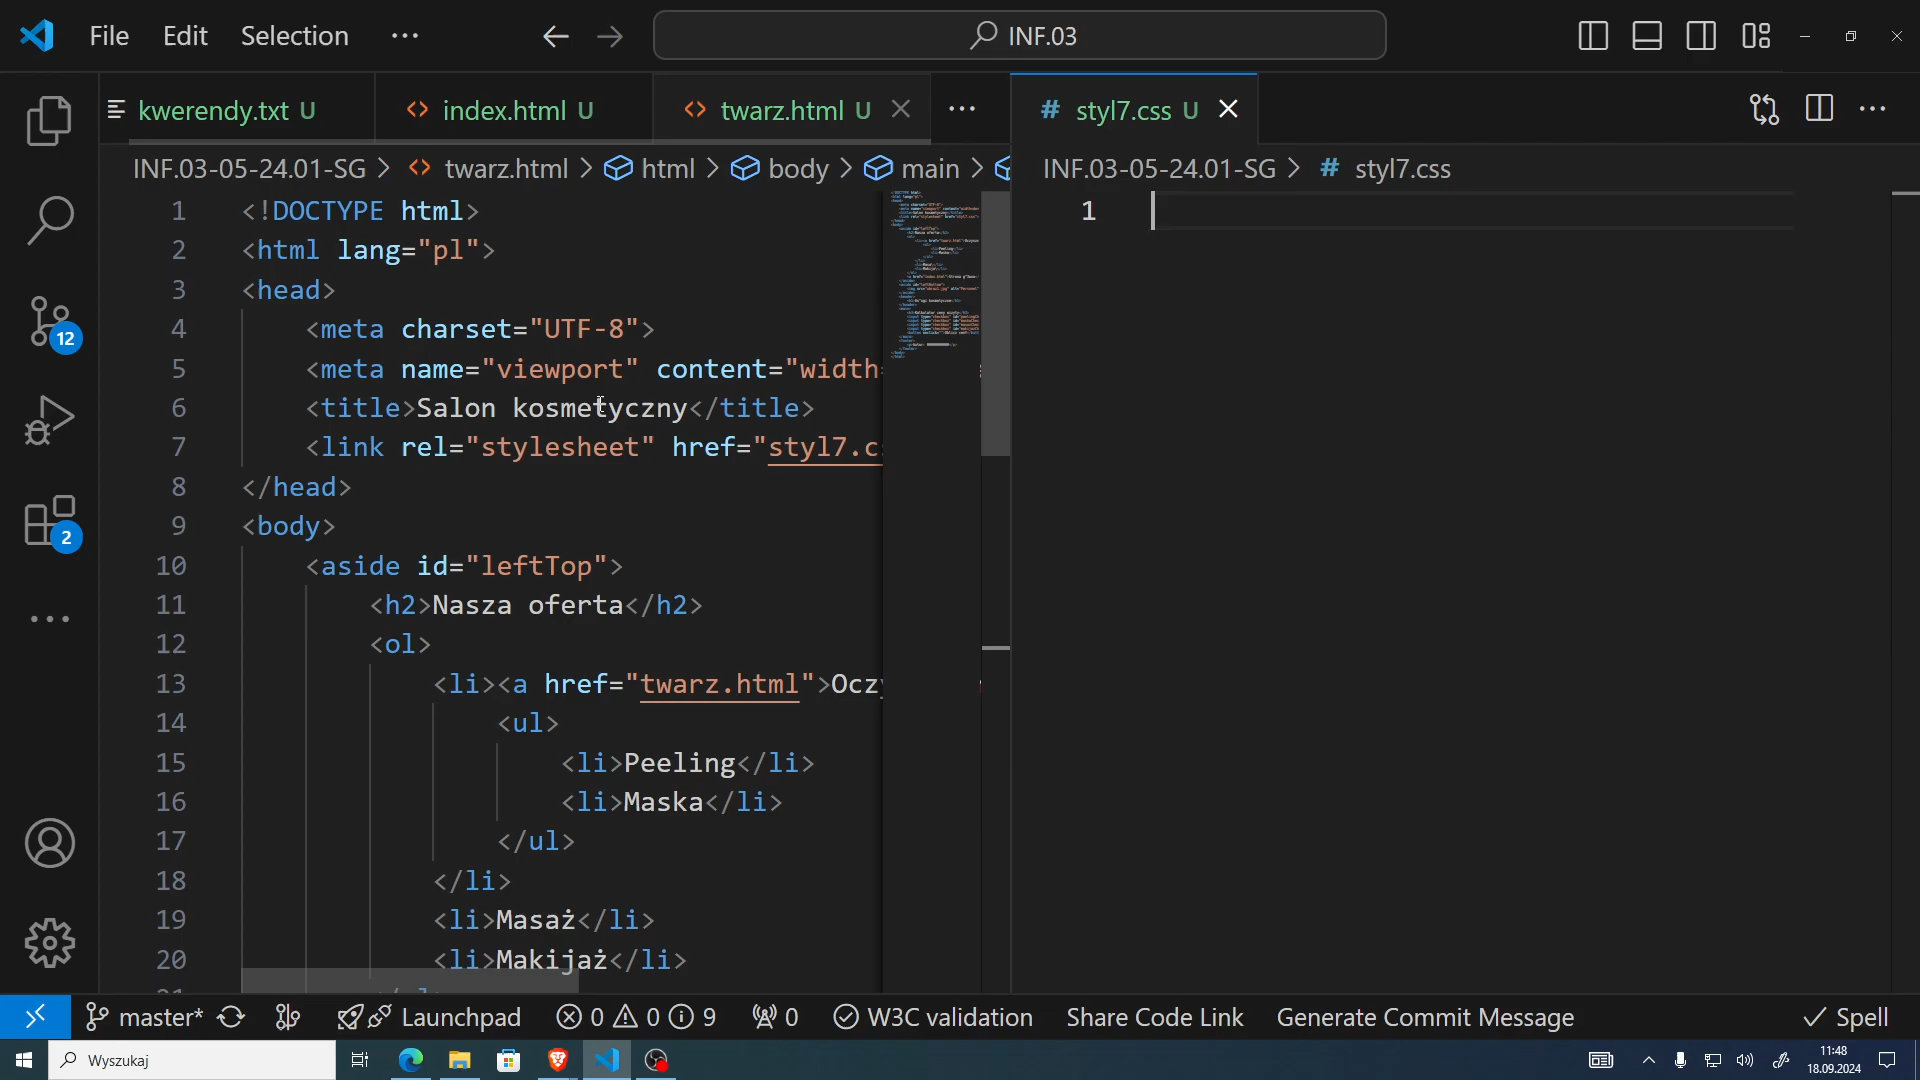 File Edit Selection ··· INF.03
kwerendy.txt U index.html U twarz.html U ··· # styl7.css U ···
INF.03-05-24.01-SG > twarz.html > html > body > main > INF.03-05-24.01-SG > # styl7.css
1 <!DOCTYPE html> 1
2 <html lang="pl">
3 <head>
4 <meta charset="UTF-8">
5 <meta name="viewport" content="width=
6 <title>Salon kosmetyczny</title>
7 <link rel="stylesheet" href="styl7.cs
8 </head>
9 <body>
10 <aside id="leftTop">
11 <h2>Nasza oferta</h2>
12 <ol>
13 <li><a href="twarz.html">Oczy
14 <ul>
15 <li>Peeling</li>
16 <li>Maska</li>
17 </ul>
18 </li>
19 <li>Masaż</li>
20 <li>Makijaż</li>
12
2
master* Launchpad 0 0 9 0 W3C validation Share Code Link Generate Commit Message Spell
Wyszukaj
11:48
18.09.2024